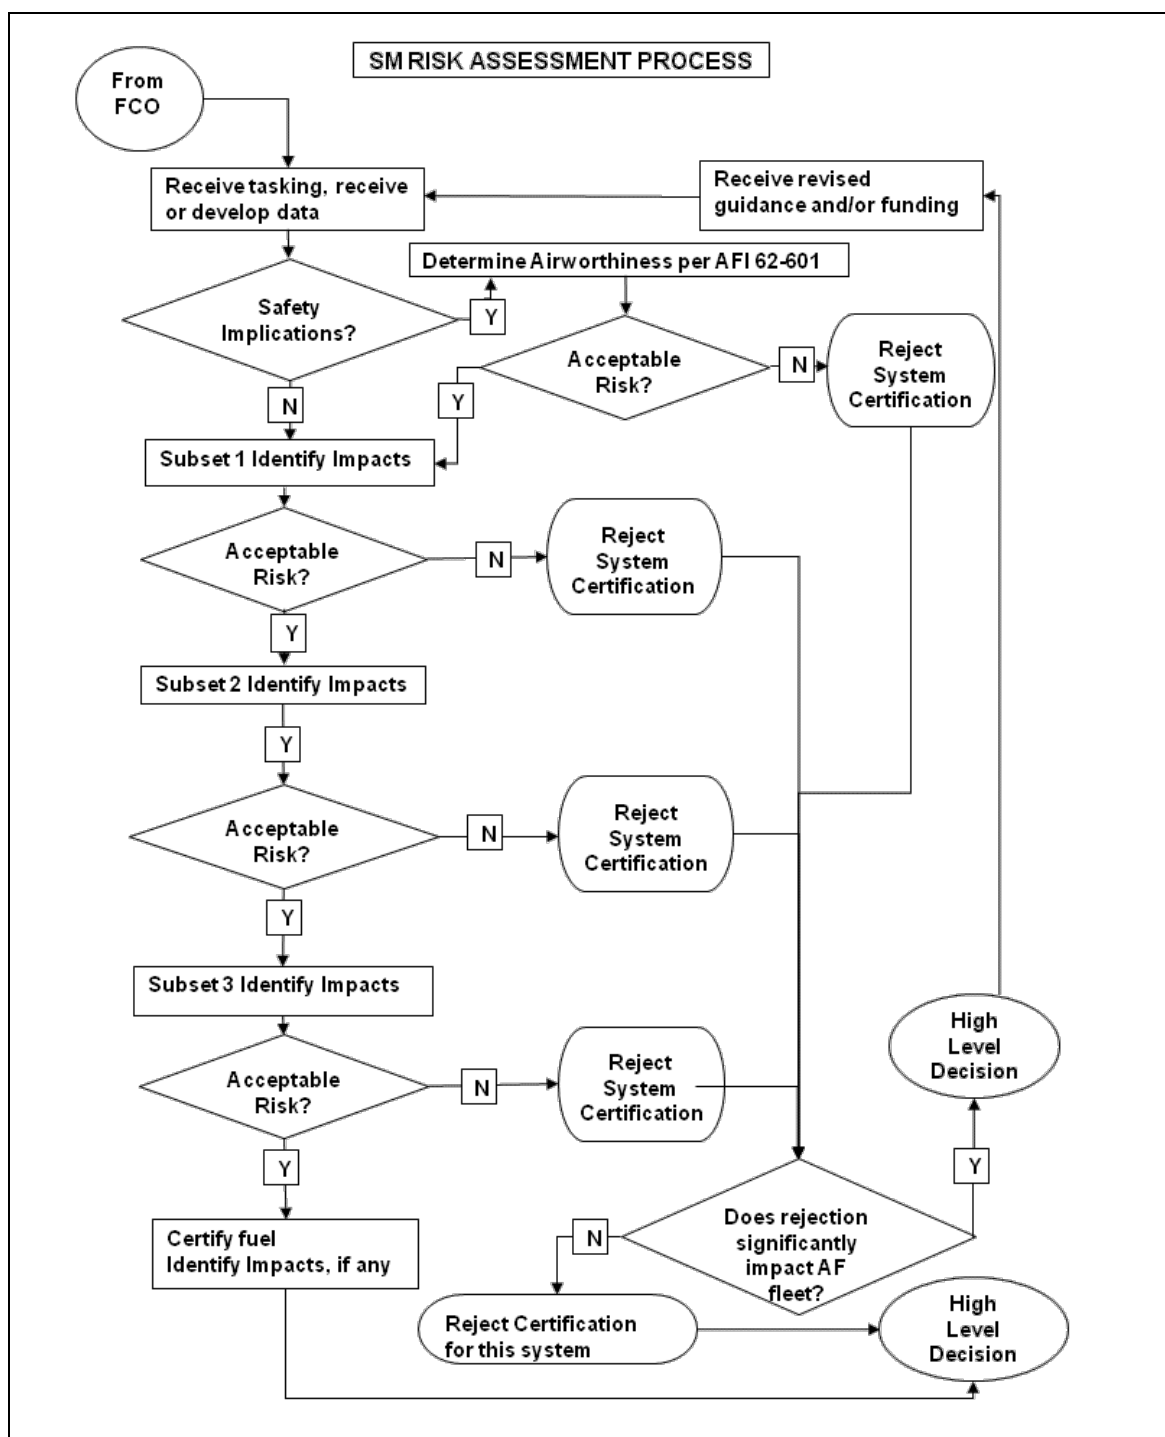 SM RISK ASSESSMENT PROCESS
From
FCO
Receive tasking, receive
or develop data
Receive revised
guidance and/or funding
Determine Airworthiness per AFI 62-601
Safety
Implications?
Y
Acceptable
Risk?
N
Reject
System
Certification
Y
N
Subset 1 Identify Impacts
Acceptable
Risk?
N
Reject
System
Certification
Y
Subset 2 Identify Impacts
Y
Acceptable
Risk?
N
Reject
System
Certification
Y
Subset 3 Identify Impacts
High
Level
Decision
Acceptable
Risk?
N
Reject
System
Certification
Y
Y
Certify fuel
Identify Impacts, if any
N
Does rejection
significantly
impact AF
fleet?
Reject Certification
for this system
High
Level
Decision